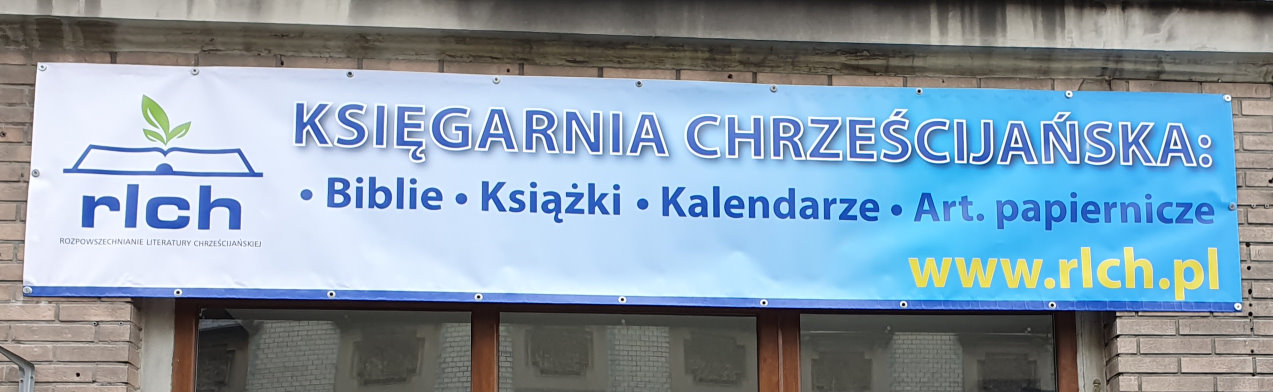 rlch
ROZPOWSZECHNIANIE LITERATURY CHRZEŚCIJAŃSKIEJ
KSIĘGARNIA CHRZEŚCIJAŃSKA:
• Biblie • Książki • Kalendarze • Art. papiernicze
www.rlch.pl